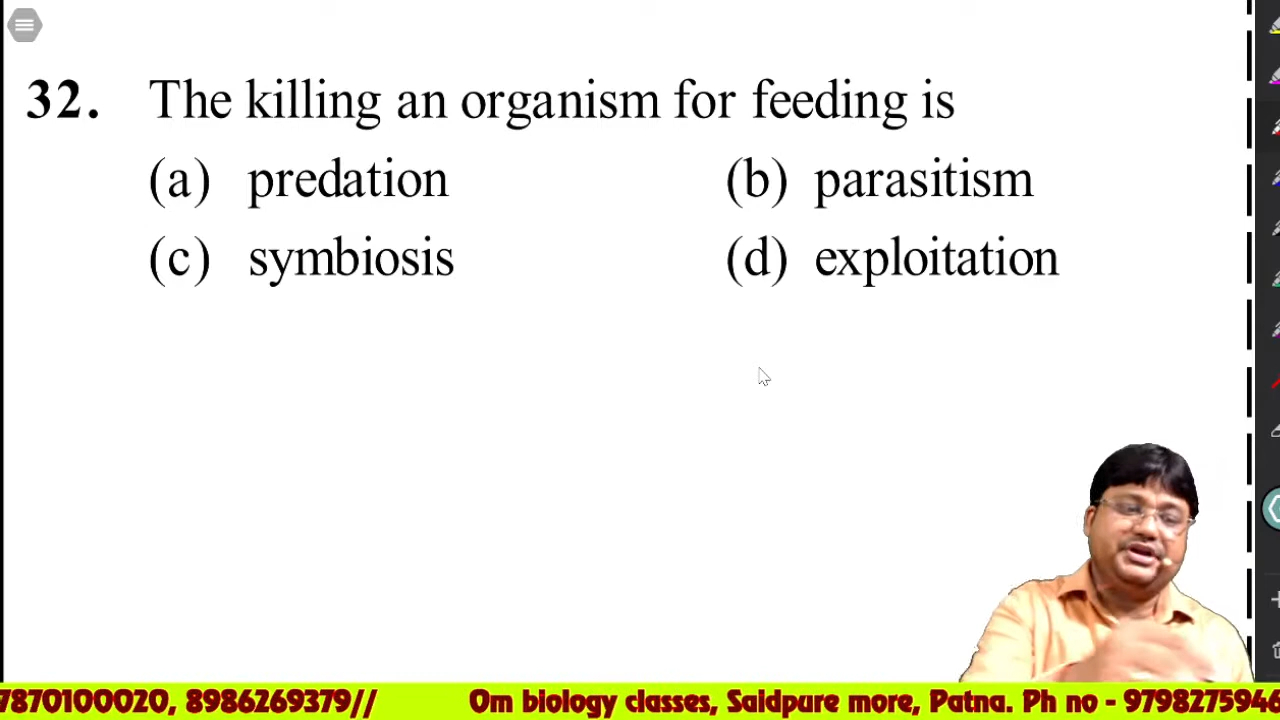 32. The killing an organism for feeding is
(a) predation (b) parasitism
(c) symbiosis (d) exploitation
7870100020, 8986269379// Om biology classes, Saidpure more, Patna. Ph no - 979827594